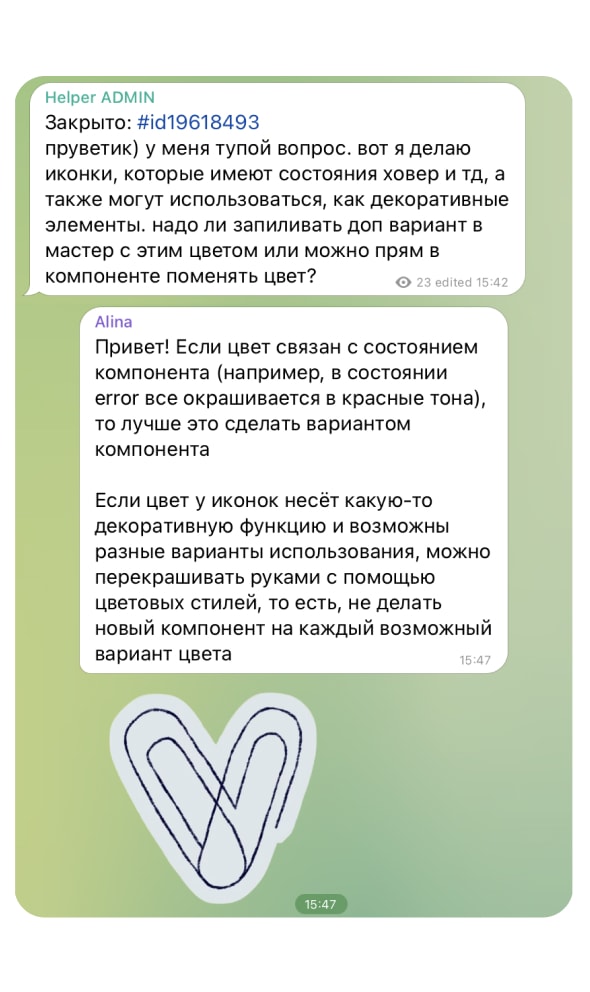 Helper ADMIN
Закрыто: #id19618493
пруветик) у меня тупой вопрос. вот я делаю
иконки, которые имеют состояния ховер и тд, а
также могут использоваться, как декоративные
элементы. надо ли запиливать доп вариант в
мастер с этим цветом или можно прям в
компоненте поменять цвет?
23 edited 15:42
Alina
Привет! Если цвет связан с состоянием
компонента (например, в состоянии
error все окрашивается в красные тона),
то лучше это сделать вариантом
компонента
Если цвет у иконок несёт какую-то
декоративную функцию и возможны
разные варианты использования, можно
перекрашивать руками с помощью
цветовых стилей, то есть, не делать
новый компонент на каждый возможный
вариант цвета
15:47
15:47